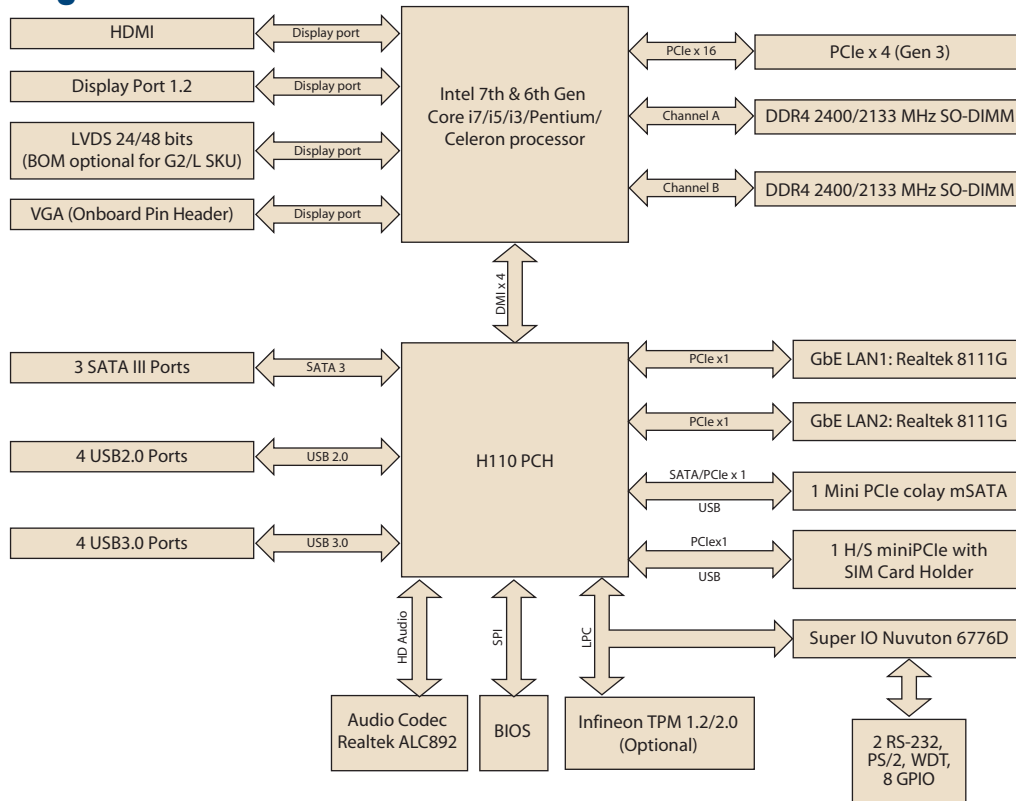 HDMI
Display port
Display Port 1.2
Display port
LVDS 24/48 bits
(BOM optional for G2/L SKU)
Display port
VGA (Onboard Pin Header)
Display port
Intel 7th & 6th Gen
Core i7/i5/i3/Pentium/
Celeron processor
PCIe x 16
PCIe x 4 (Gen 3)
Channel A
DDR4 2400/2133 MHz SO-DIMM
Channel B
DDR4 2400/2133 MHz SO-DIMM
DMI x 4
3 SATA III Ports
SATA 3
4 USB2.0 Ports
USB 2.0
4 USB3.0 Ports
USB 3.0
H110 PCH
PCIe x1
GbE LAN1: Realtek 8111G
PCIe x1
GbE LAN2: Realtek 8111G
SATA/PCIe x 1
USB
1 Mini PCIe colay mSATA
PCIex1
USB
1 H/S miniPCIe with
SIM Card Holder
HD Audio
SPI
LPC
Super IO Nuvuton 6776D
Audio Codec
Realtek ALC892
BIOS
Infineon TPM 1.2/2.0
(Optional)
2 RS-232,
PS/2, WDT,
8 GPIO